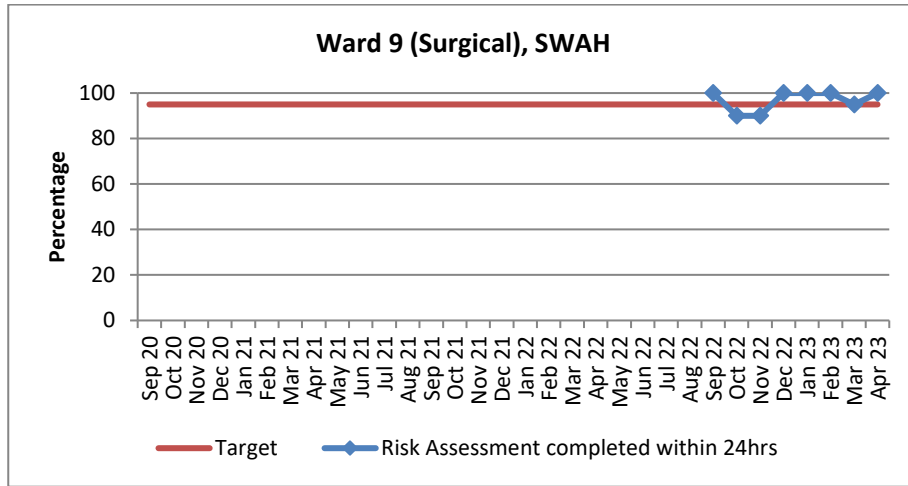 Ward 9 (Surgical), SWAH
Percentage
100
80
60
40
20
0
Sep 20
Oct 20
Nov 20
Dec 20
Jan 21
Feb 21
Mar 21
Apr 21
May 21
Jun 21
Jul 21
Aug 21
Sep 21
Oct 21
Nov 21
Dec 21
Jan 22
Feb 22
Mar 22
Apr 22
May 22
Jun 22
Jul 22
Aug 22
Sep 22
Oct 22
Nov 22
Dec 22
Jan 23
Feb 23
Mar 23
Apr 23
Target
Risk Assessment completed within 24hrs